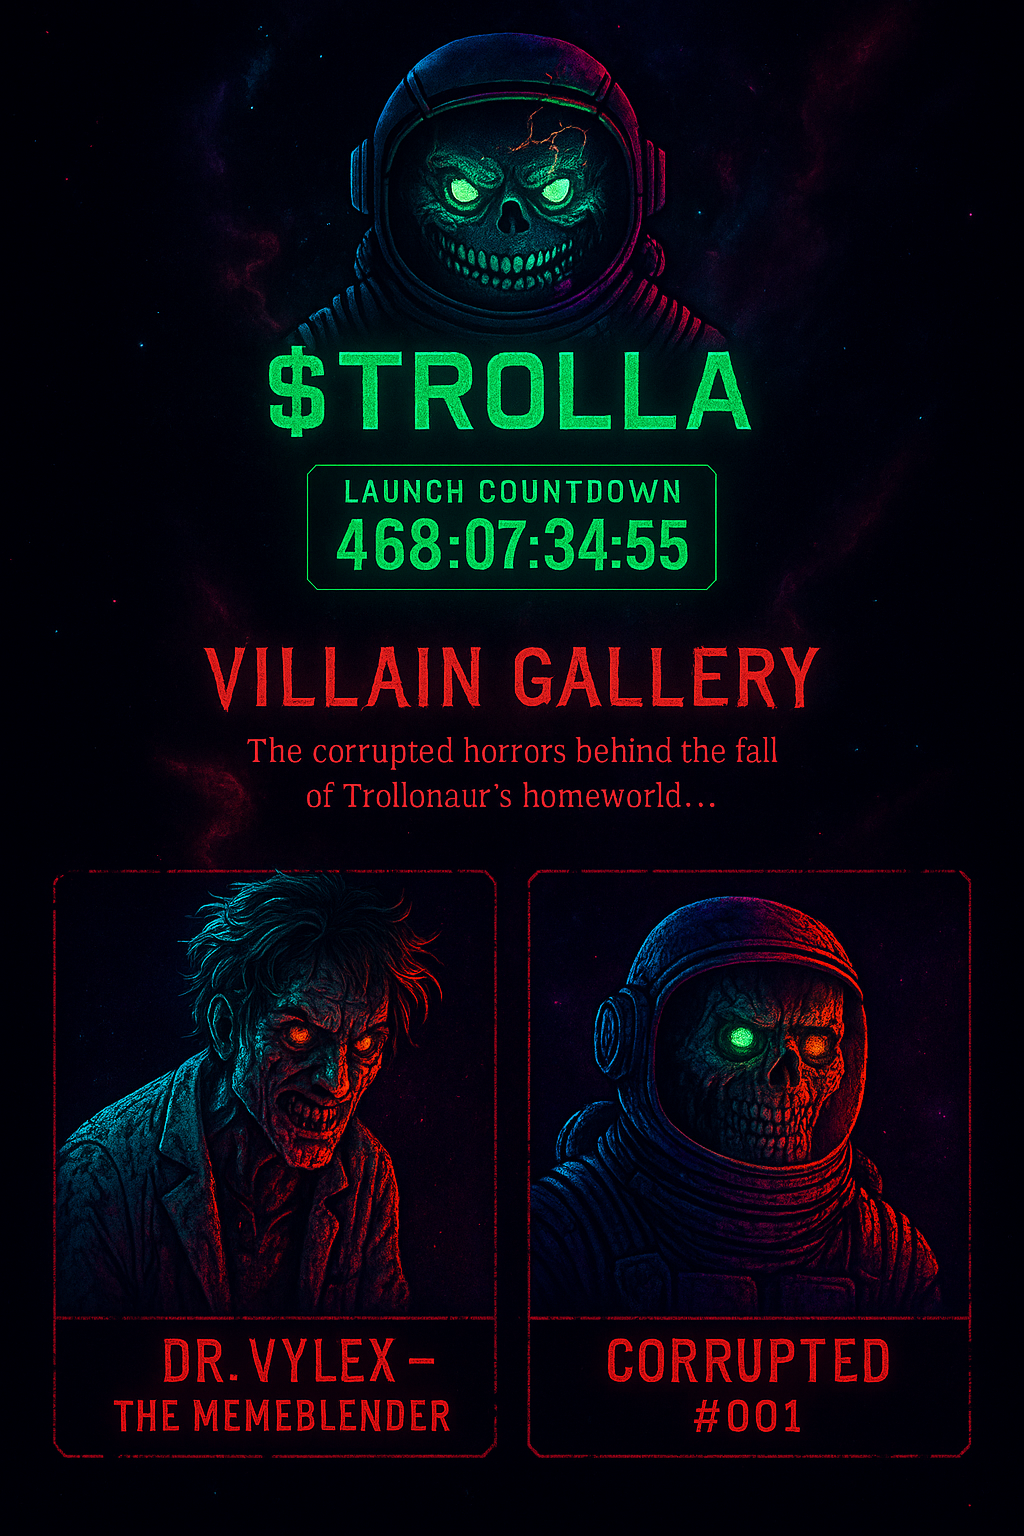 $TROLLA
LAUNCH COUNTDOWN
468:07:34:55
VILLAIN GALLERY
The corrupted horrors behind the fall
of Trollonaur’s homeworld...
DR. VYLEX –
THE MEMEBLENDER
CORRUPTED
#001